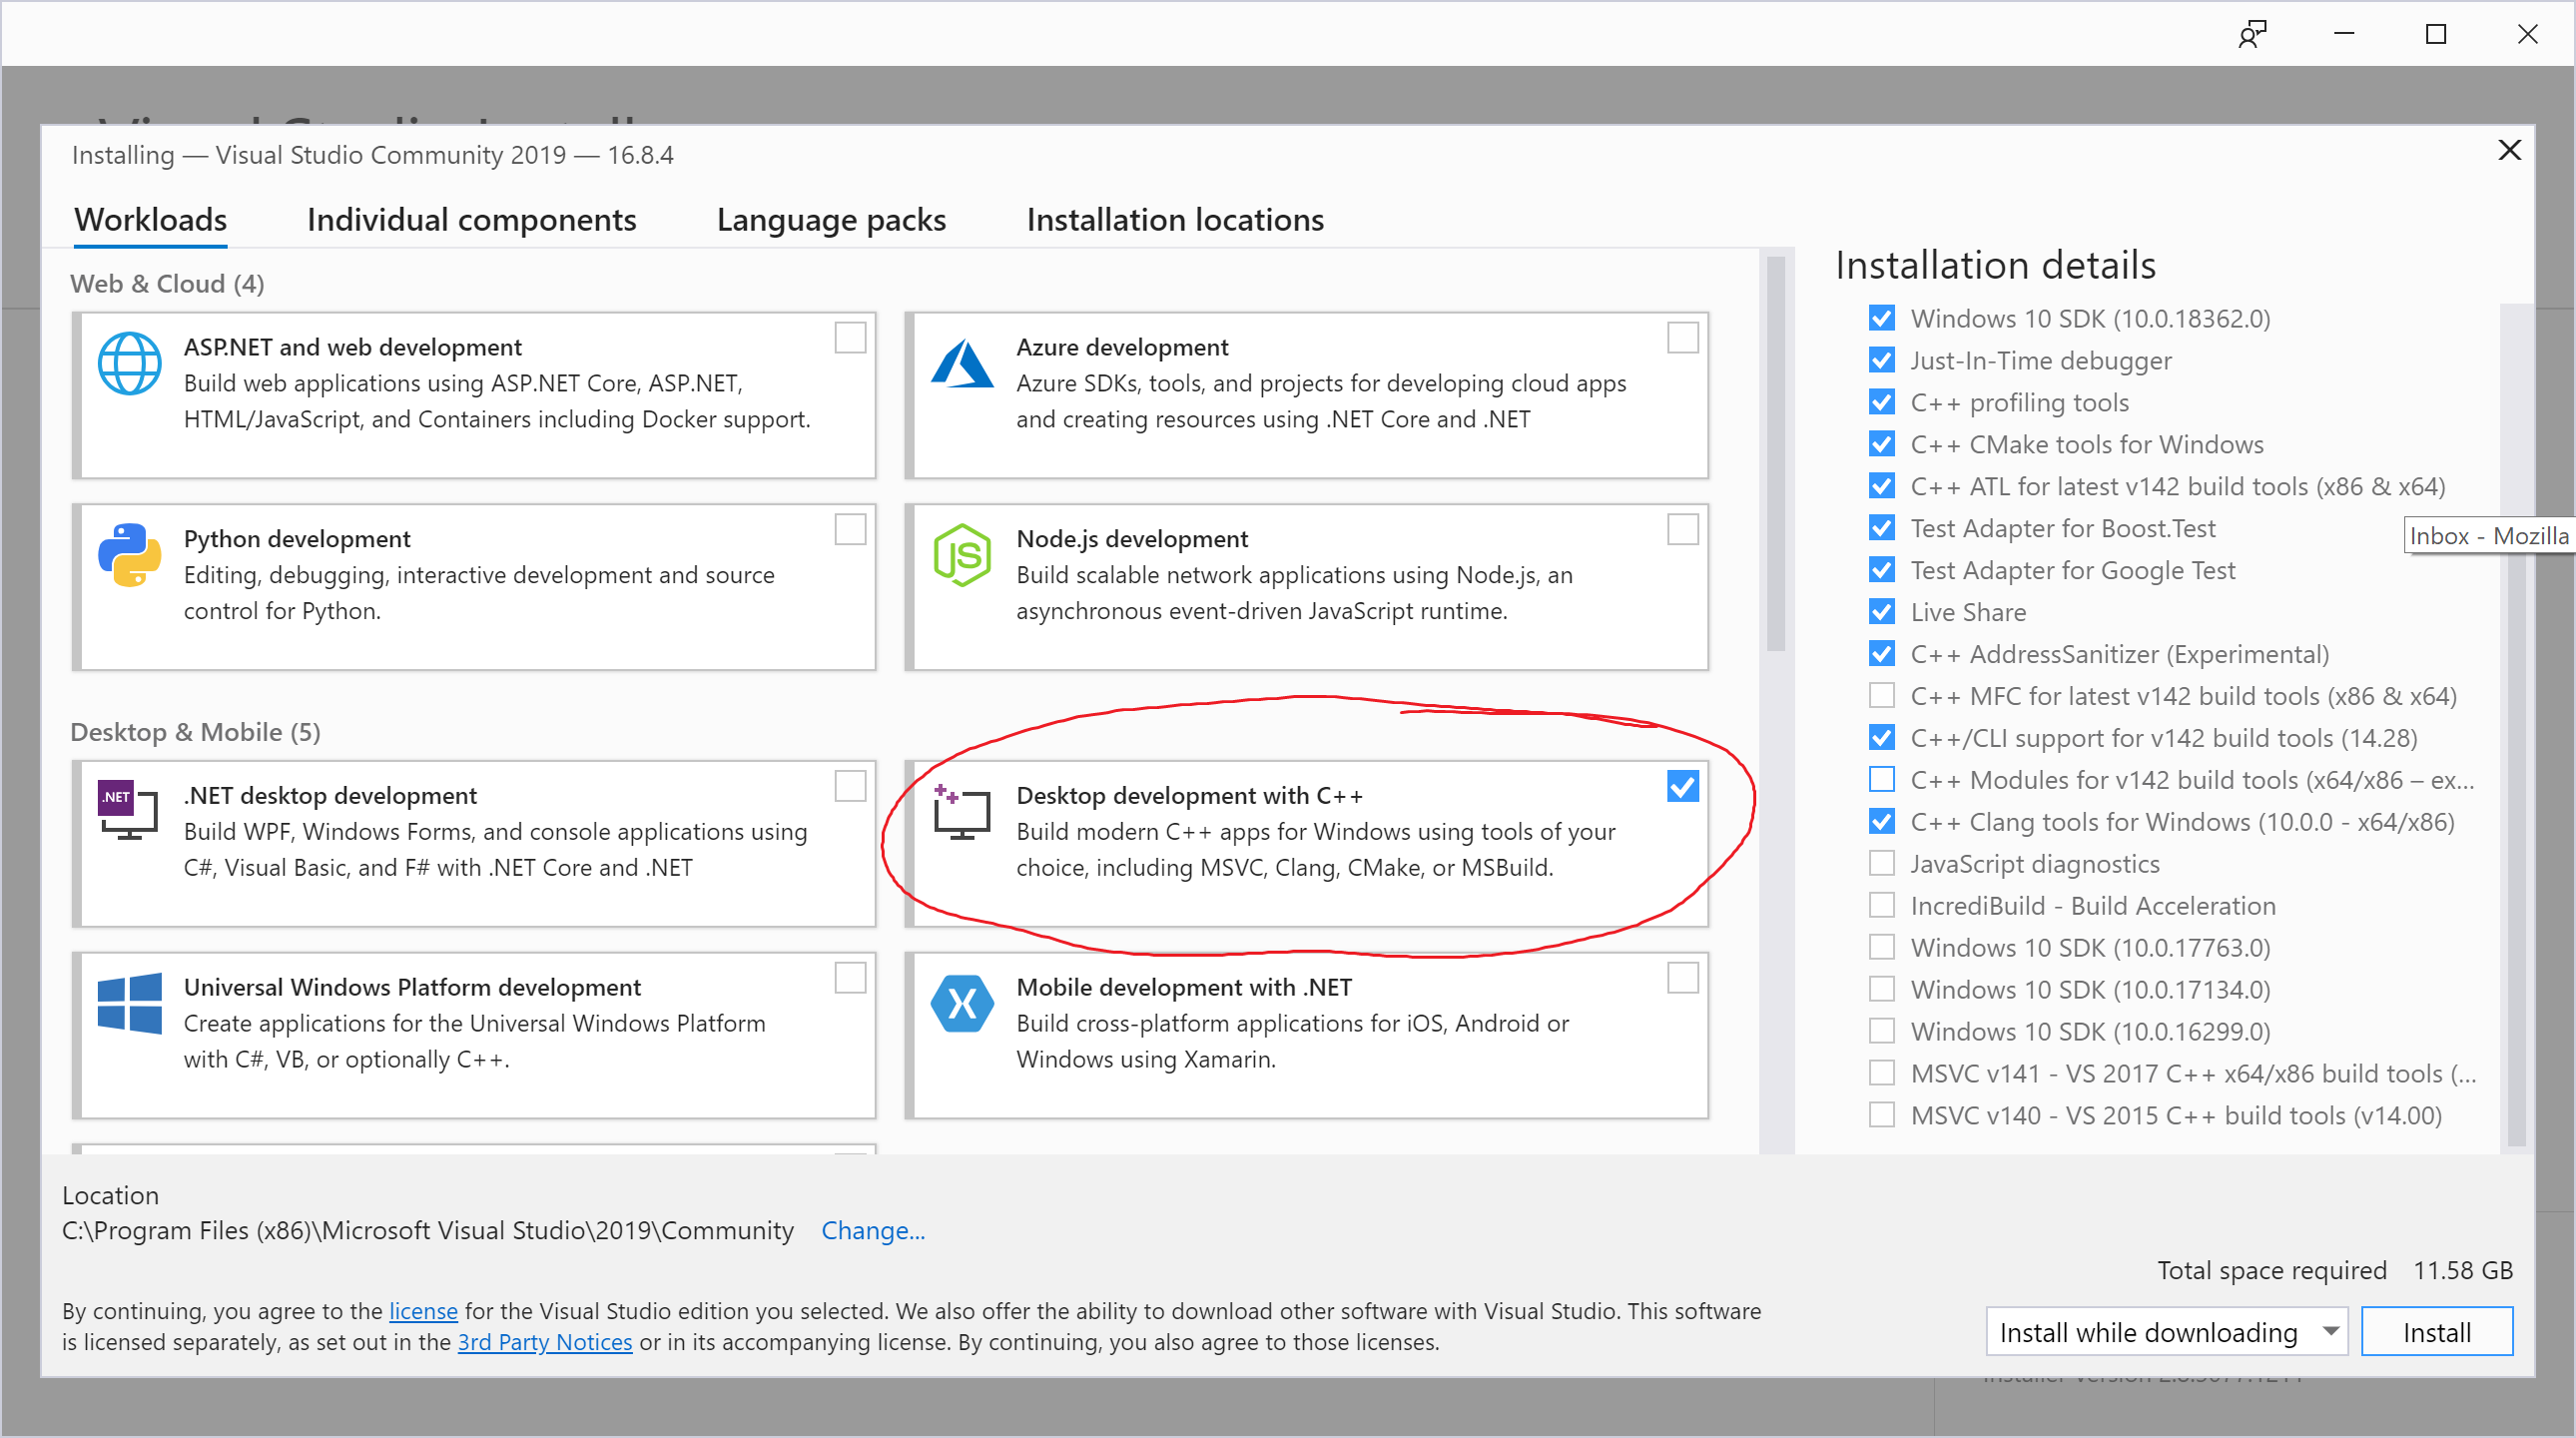 Installing — Visual Studio Community 2019 — 16.8.4
Workloads
Individual components
Language packs
Installation locations
Web & Cloud (4)
ASP.NET and web development
Build web applications using ASP.NET Core, ASP.NET,
HTML/JavaScript, and Containers including Docker support.
Azure development
Azure SDKs, tools, and projects for developing cloud apps
and creating resources using .NET Core and .NET
Python development
Editing, debugging, interactive development and source
control for Python.
JS
Node.js development
Build scalable network applications using Node.js, an
asynchronous event-driven JavaScript runtime.
Desktop & Mobile (5)
.NET
.NET desktop development
Build WPF, Windows Forms, and console applications using
C#, Visual Basic, and F# with .NET Core and .NET
Desktop development with C++
Build modern C++ apps for Windows using tools of your
choice, including MSVC, Clang, CMake, or MSBuild.
Universal Windows Platform development
Create applications for the Universal Windows Platform
with C#, VB, or optionally C++.
Mobile development with .NET
Build cross-platform applications for iOS, Android or
Windows using Xamarin.
Installation details
Windows 10 SDK (10.0.18362.0)
Just-In-Time debugger
C++ profiling tools
C++ CMake tools for Windows
C++ ATL for latest v142 build tools (x86 & x64)
Test Adapter for Boost.Test
Inbox - Mozilla
Test Adapter for Google Test
Live Share
C++ AddressSanitizer (Experimental)
C++ MFC for latest v142 build tools (x86 & x64)
C++/CLI support for v142 build tools (14.28)
C++ Modules for v142 build tools (x64/x86 – ex...
C++ Clang tools for Windows (10.0.0 - x64/x86)
JavaScript diagnostics
IncrediBuild - Build Acceleration
Windows 10 SDK (10.0.17763.0)
Windows 10 SDK (10.0.17134.0)
Windows 10 SDK (10.0.16299.0)
MSVC v141 - VS 2017 C++ x64/x86 build tools (...
MSVC v140 - VS 2015 C++ build tools (v14.00)
Location
C:\Program Files (x86)\Microsoft Visual Studio\2019\Community Change...
Total space required 11.58 GB
By continuing, you agree to the license for the Visual Studio edition you selected. We also offer the ability to download other software with Visual Studio. This software
is licensed separately, as set out in the 3rd Party Notices or in its accompanying license. By continuing, you also agree to those licenses.
Install while downloading
Install